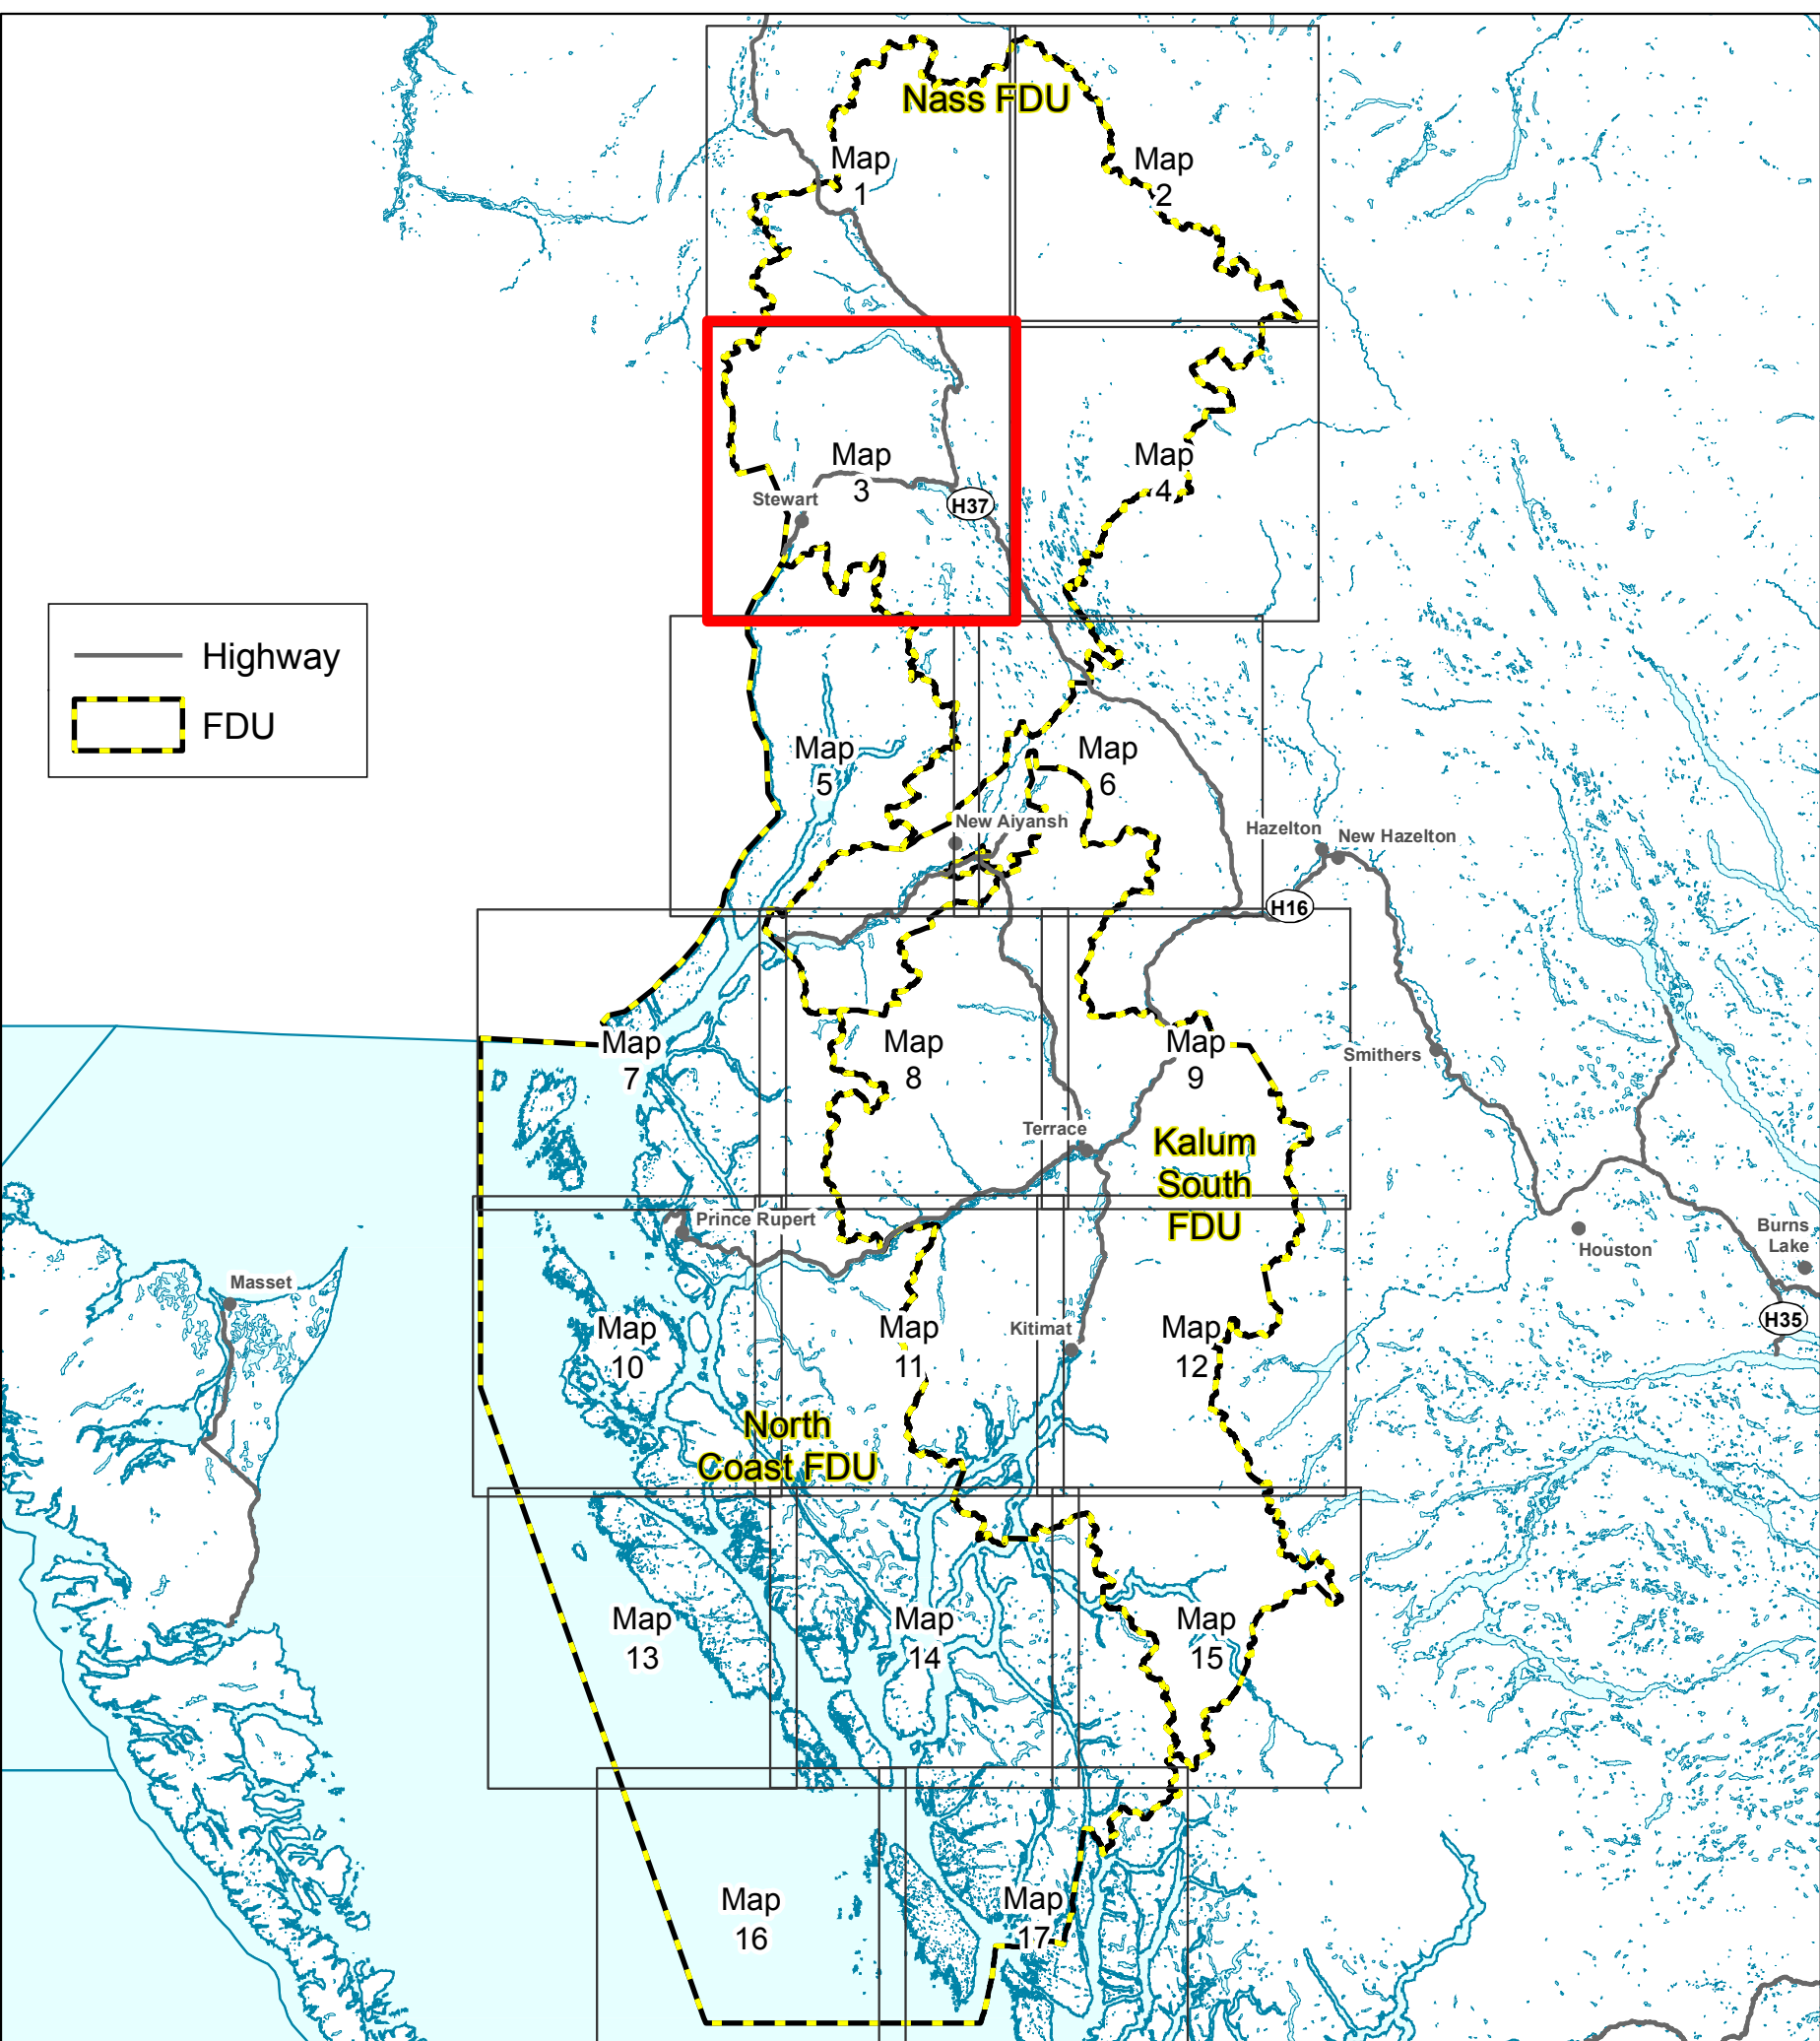 Nass FDU
Map
1
Map
2
Map
3
Stewart
H37
Map
4
Highway
FDU
Map
5
Map
6
New Aiyansh
Hazelton
New Hazelton
H16
Map
7
Map
8
Map
9
Smithers
Terrace
Kalum
South
FDU
Prince Rupert
Houston
Burns
Lake
Masset
H35
Map
10
Map
11
Kitimat
Map
12
North
Coast FDU
Map
13
Map
14
Map
15
Map
16
Map
17